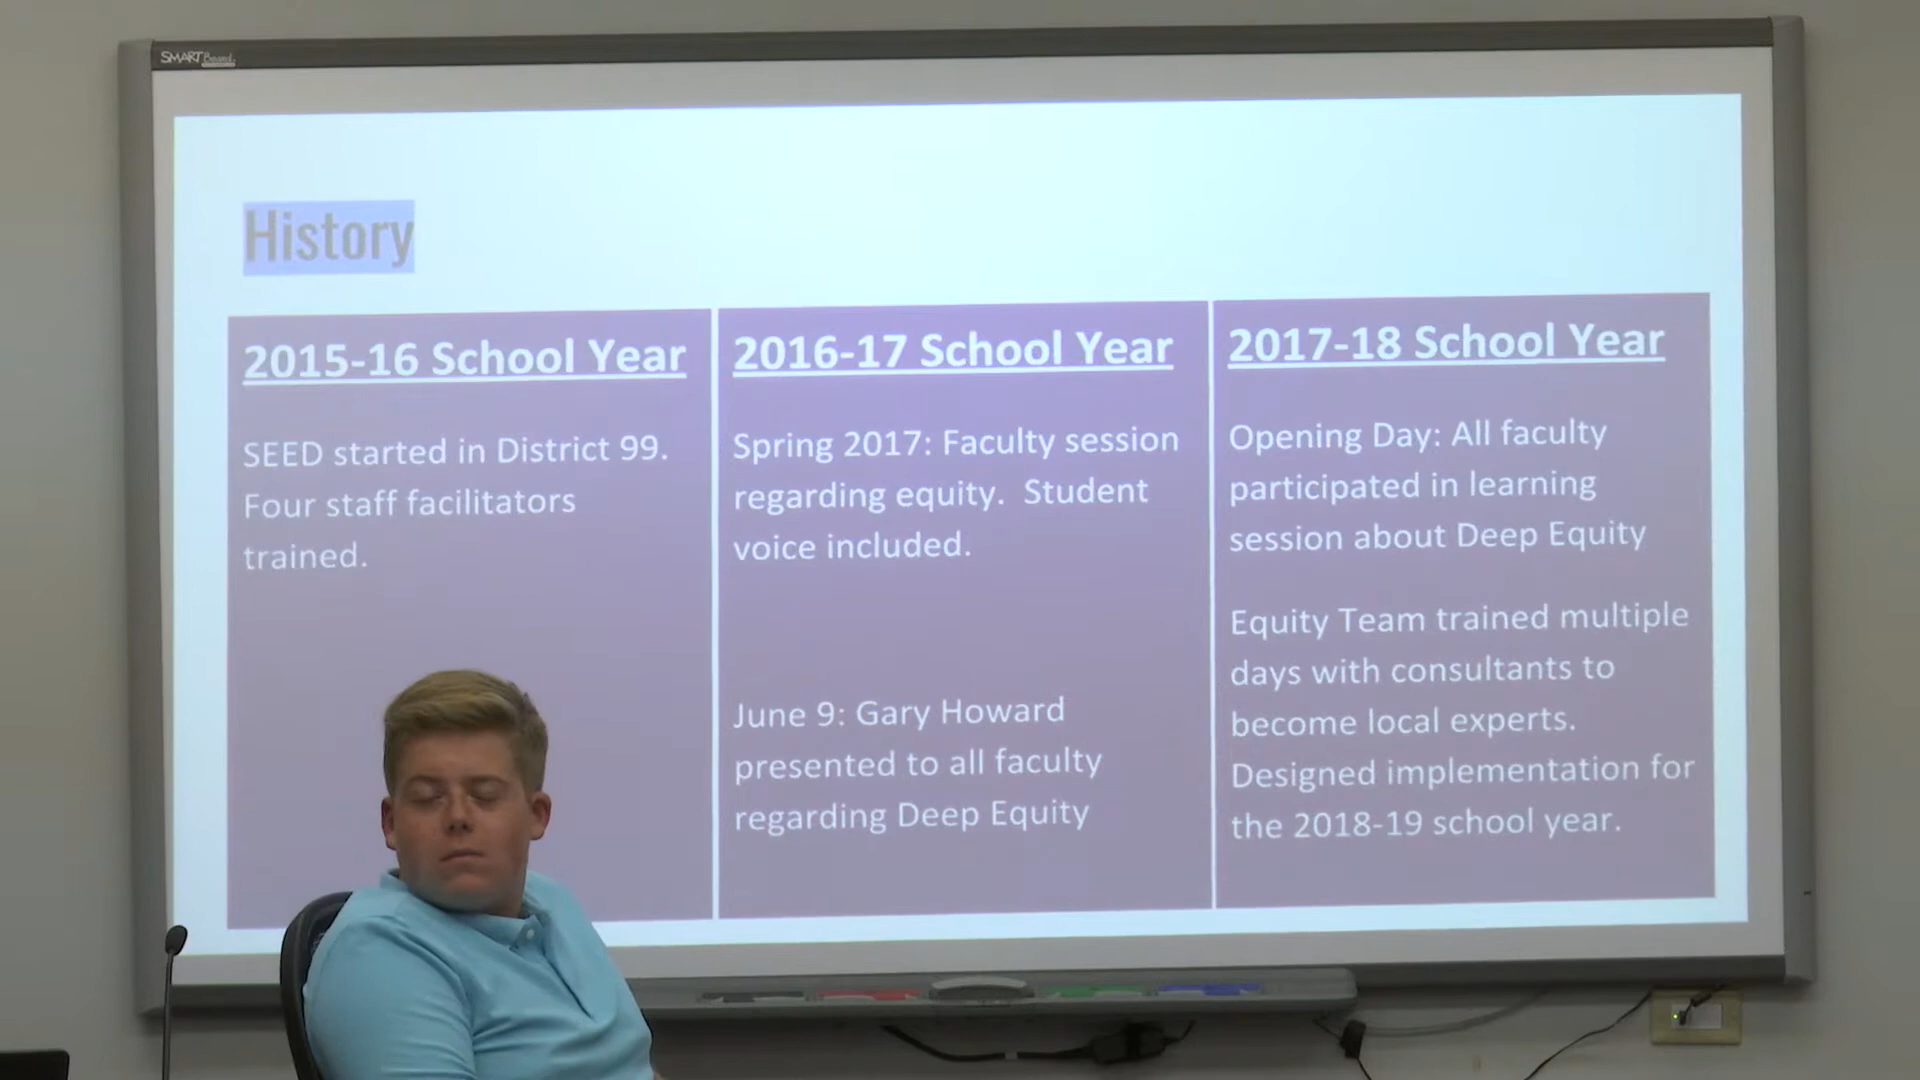 SMART Board
History
2015-16 School Year
SEED started in District 99.
Four staff facilitators
trained.
2016-17 School Year
Spring 2017: Faculty session
regarding equity.  Student
voice included.
June 9: Gary Howard
presented to all faculty
regarding Deep Equity
2017-18 School Year
Opening Day: All faculty
participated in learning
session about Deep Equity
Equity Team trained multiple
days with consultants to
become local experts.
Designed implementation for
the 2018-19 school year.